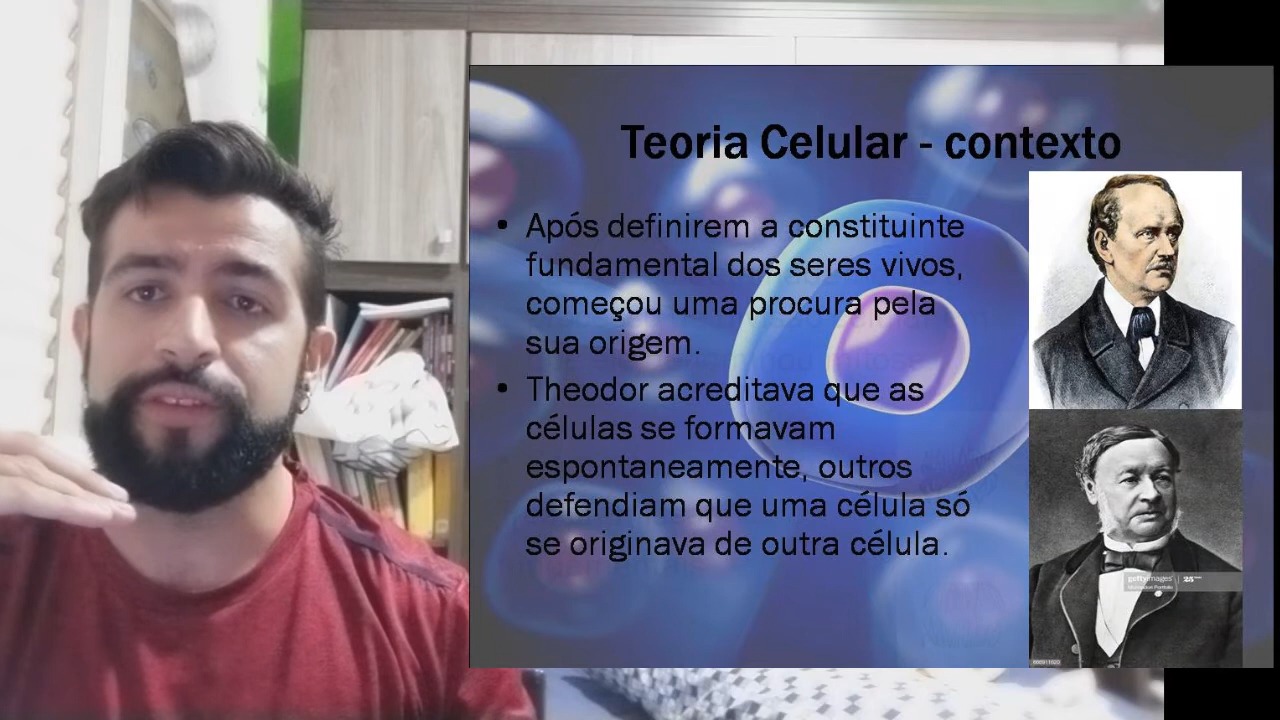 Teoria Celular - contexto
• Após definirem a constituinte
fundamental dos seres vivos,
começou uma procura pela
sua origem.
• Theodor acreditava que as
células se formavam
espontaneamente, outros
defendiam que uma célula só
se originava de outra célula.
gettyimages